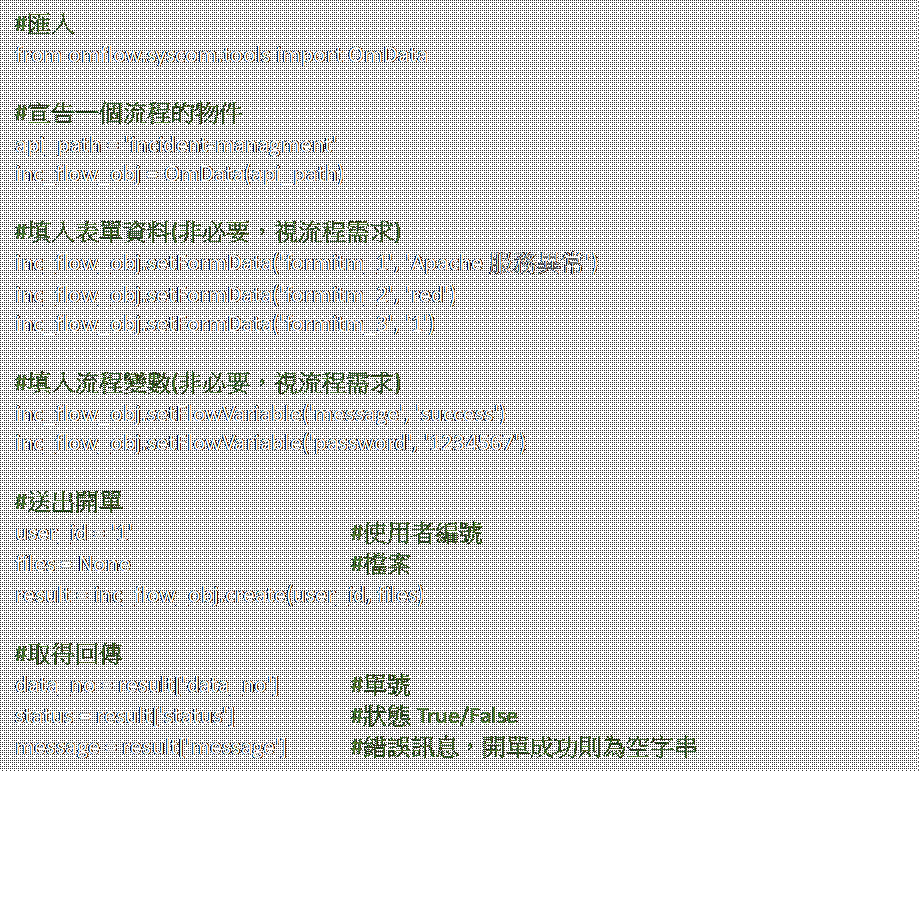 #匯入
from omflow.syscom.tools import OmData
#宣告一個流程的物件
api_path = 'incident-managment'
inc_flow_obj = OmData(api_path)
#填入表單資料(非必要，視流程需求)
inc_flow_obj.setFormData('formitm_1', 'Apache 服務異常')
inc_flow_obj.setFormData('formitm_2', 'red')
inc_flow_obj.setFormData('formitm_3', '1')
#填入流程變數(非必要，視流程需求)
inc_flow_obj.setFlowVariable('message', 'success')
inc_flow_obj.setFlowVariable('password', '1234567')
#送出開單
user_id = '1' #使用者編號
files = None #檔案
result = inc_flow_obj.create(user_id, files)
#取得回傳
data_no = result['data_no'] #單號
status = result['status'] #狀態 True/False
message = result['message'] #錯誤訊息，開單成功則為空字串